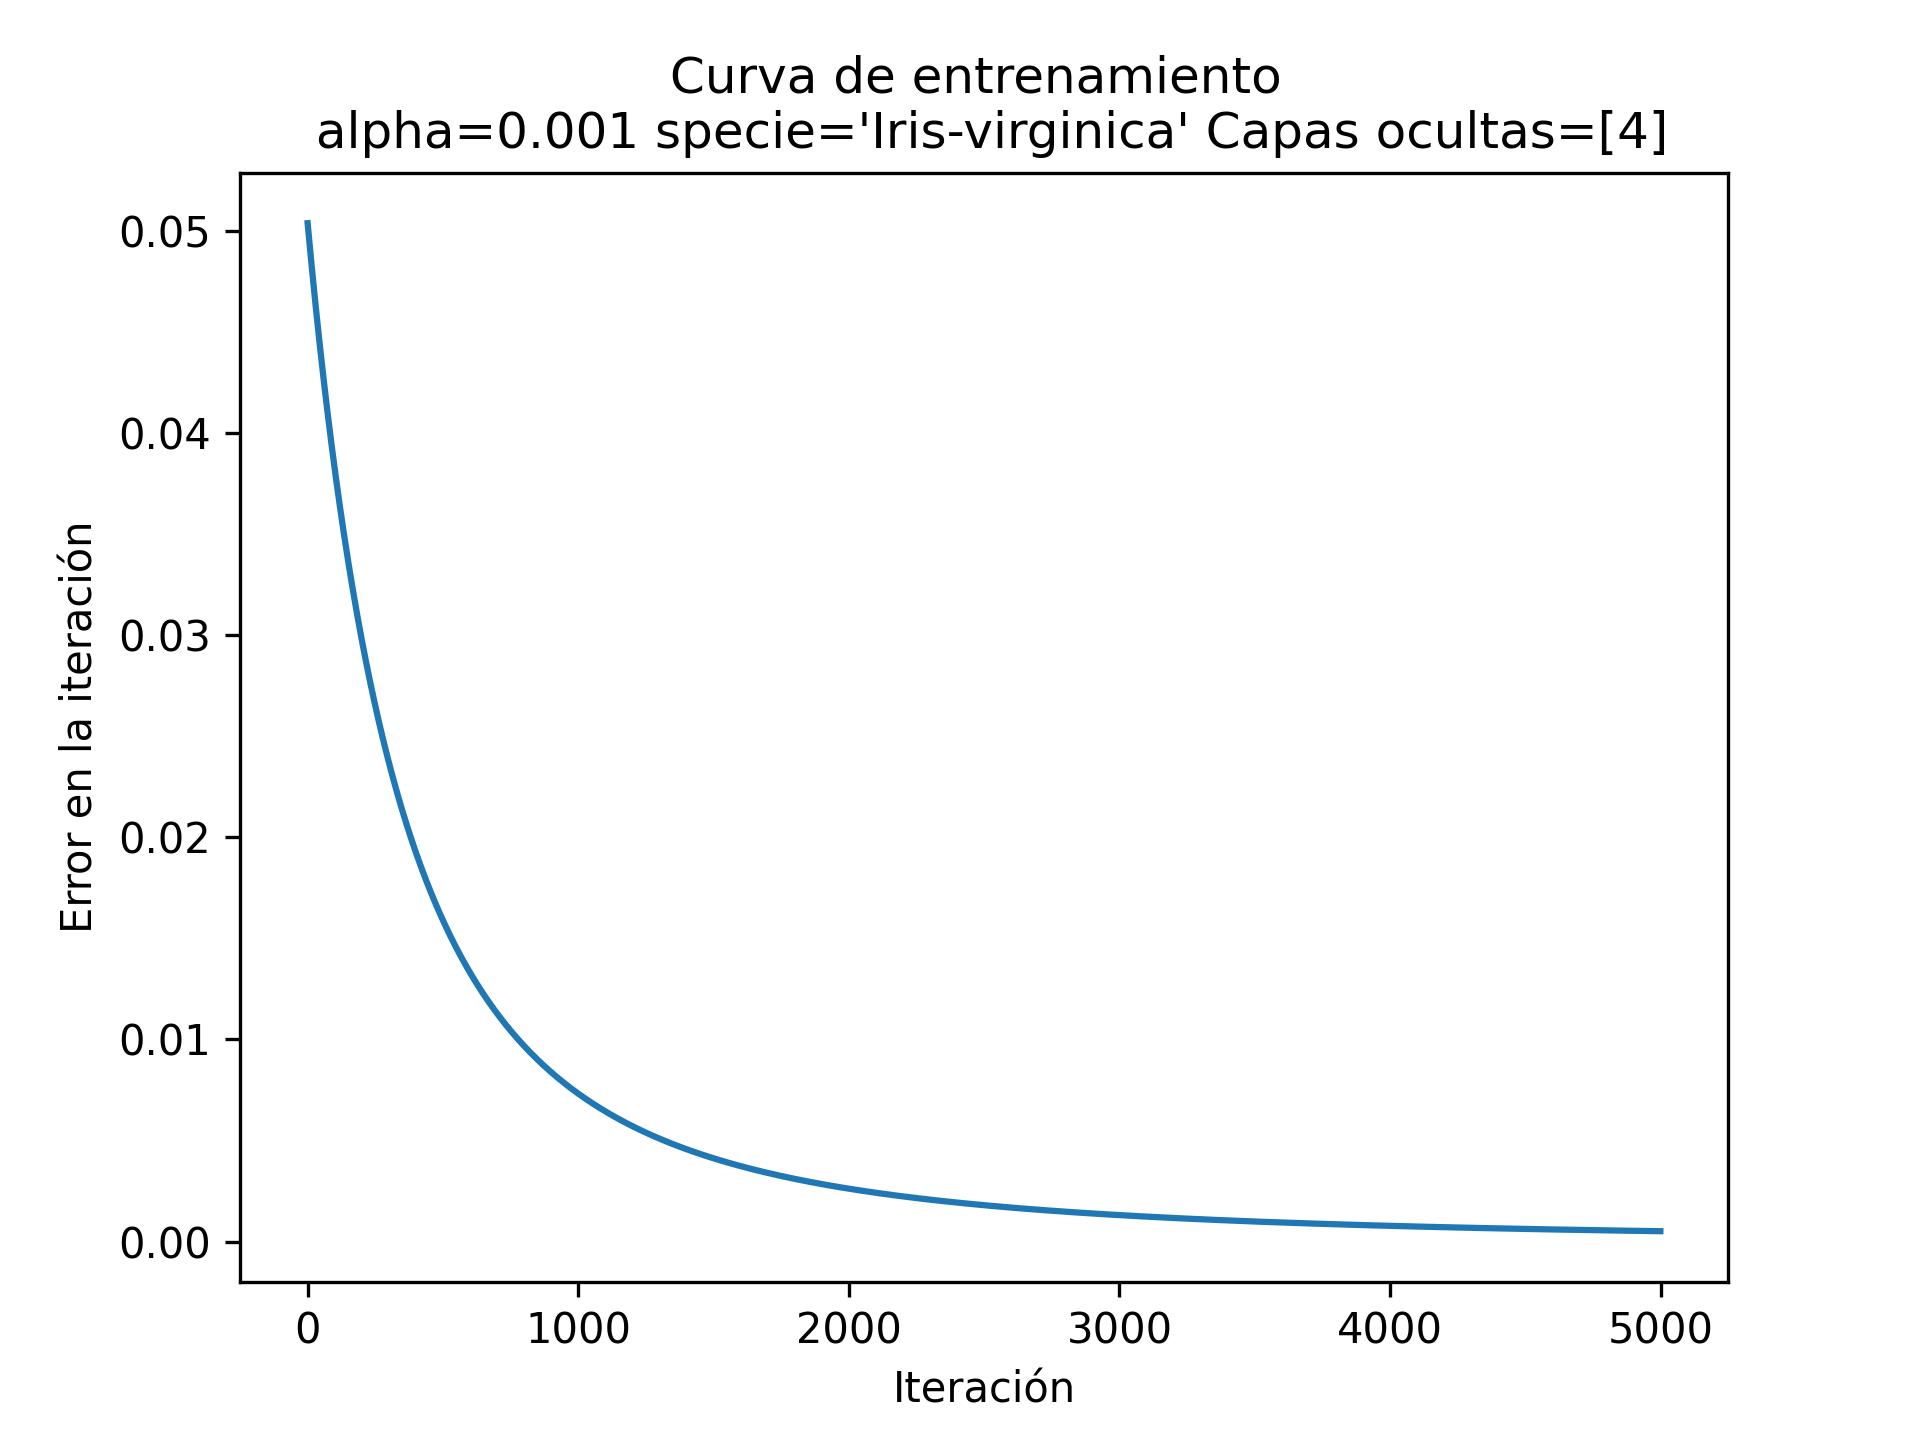 Curva de entrenamiento
alpha=0.001 specie='Iris-virginica' Capas ocultas=[4]
Error en la iteración
0.05
0.04
0.03
0.02
0.01
0.00
0 1000 2000 3000 4000 5000
Iteración